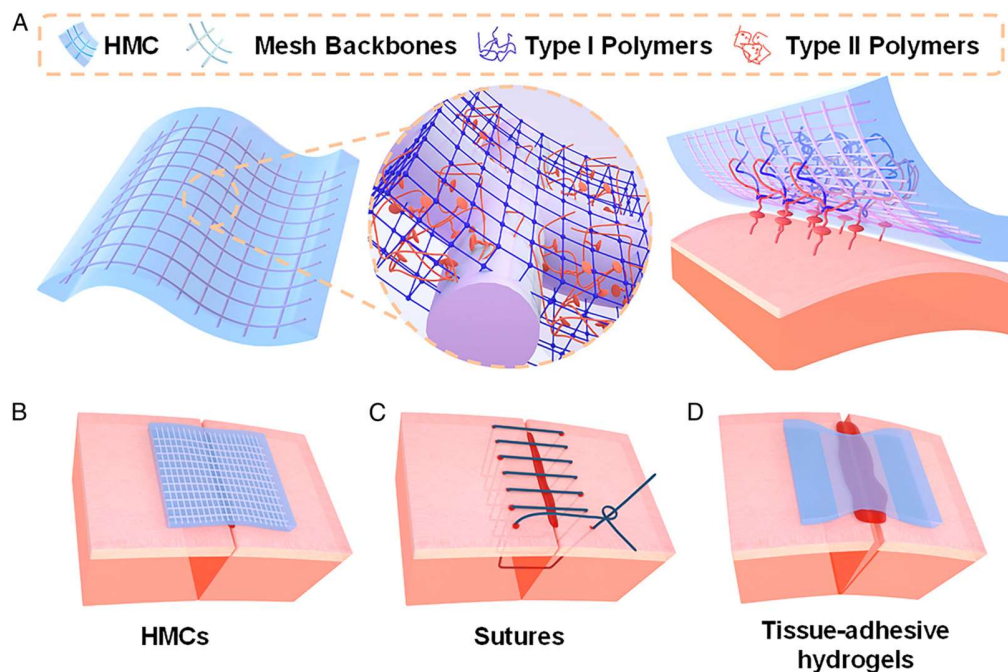 A
HMC Mesh Backbones Type I Polymers Type II Polymers
B C D
HMCs Sutures Tissue-adhesive
hydrogels